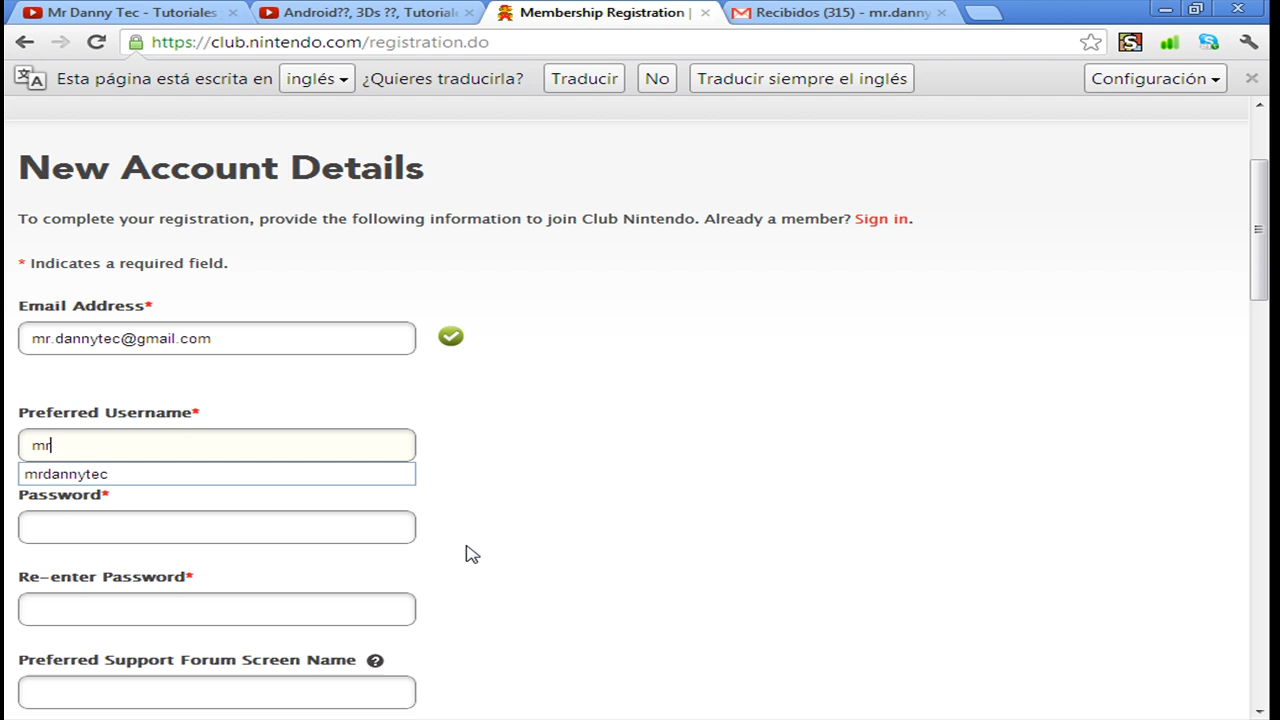 Mr Danny Tec - Tutoriales
Android??, 3Ds ??, Tutorial
Membership Registration |
Recibidos (315) - mr.danny
https://club.nintendo.com/registration.do
Esta página está escrita en inglés ¿Quieres traducirla? Traducir No Traducir siempre el inglés Configuración
New Account Details
To complete your registration, provide the following information to join Club Nintendo. Already a member? Sign in.
* Indicates a required field.
Email Address*
mr.dannytec@gmail.com
Preferred Username*
mr
mrdannytec
Password*
Re-enter Password*
Preferred Support Forum Screen Name ?